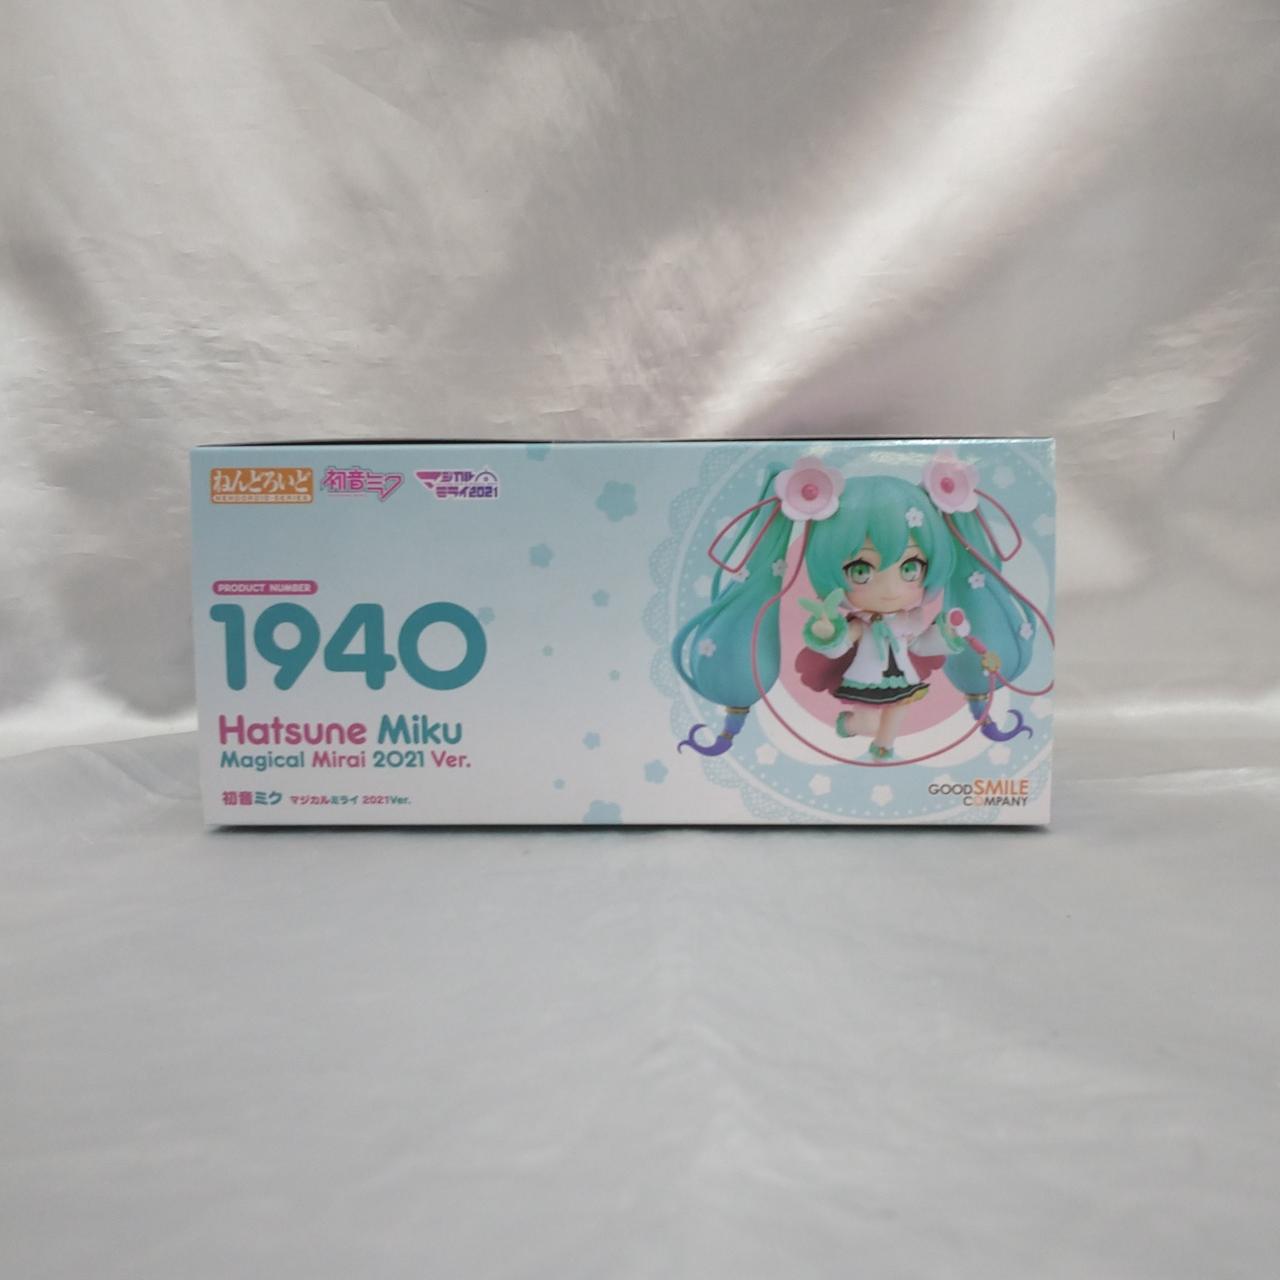 ねんどろいど
NENDOROID-SERIES
初音ミク
マジカル
ミライ2021
PRODUCT NUMBER
1940
Hatsune Miku
Magical Mirai 2021 Ver.
初音ミク マジカルミライ 2021Ver.
GOODSMILE
COMPANY